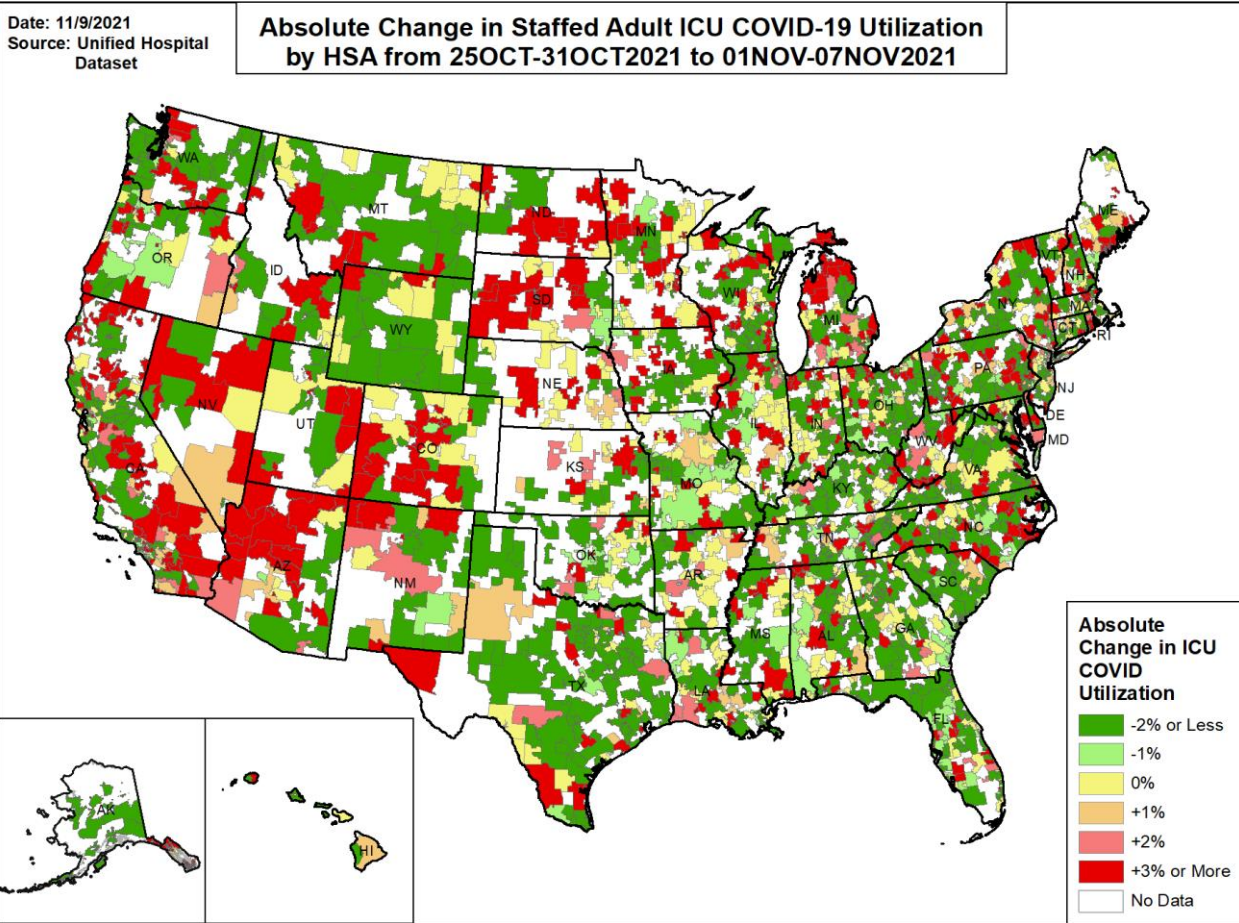 Date: 11/9/2021
Source: Unified Hospital
Dataset
Absolute Change in Staffed Adult ICU COVID-19 Utilization
by HSA from 25OCT-31OCT2021 to 01NOV-07NOV2021
WA
MT
ND
MN
ME
OR
ID
SD
WI
VT
NH
NY
MA
CT
RI
WY
MI
IA
PA
NJ
NE
NV
UT
CO
IL
IN
OH
DE
MD
WV
CA
KS
MO
KY
VA
AZ
NM
OK
AR
TN
NC
SC
MS
AL
GA
TX
LA
FL
AK
HI
Absolute
Change in ICU
COVID
Utilization
-2% or Less
-1%
0%
+1%
+2%
+3% or More
No Data